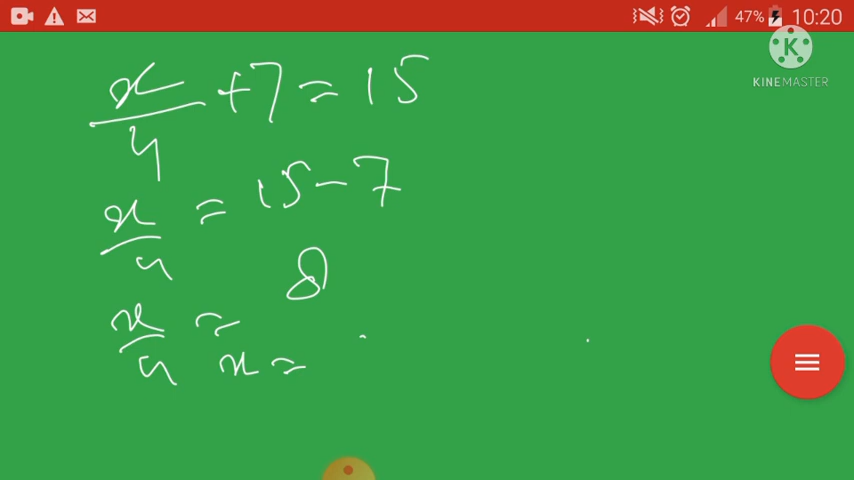 47% 10:20
KINEMASTER
x/4 + 7 = 15
x/4 = 15 - 7
x/4 = 8
x =